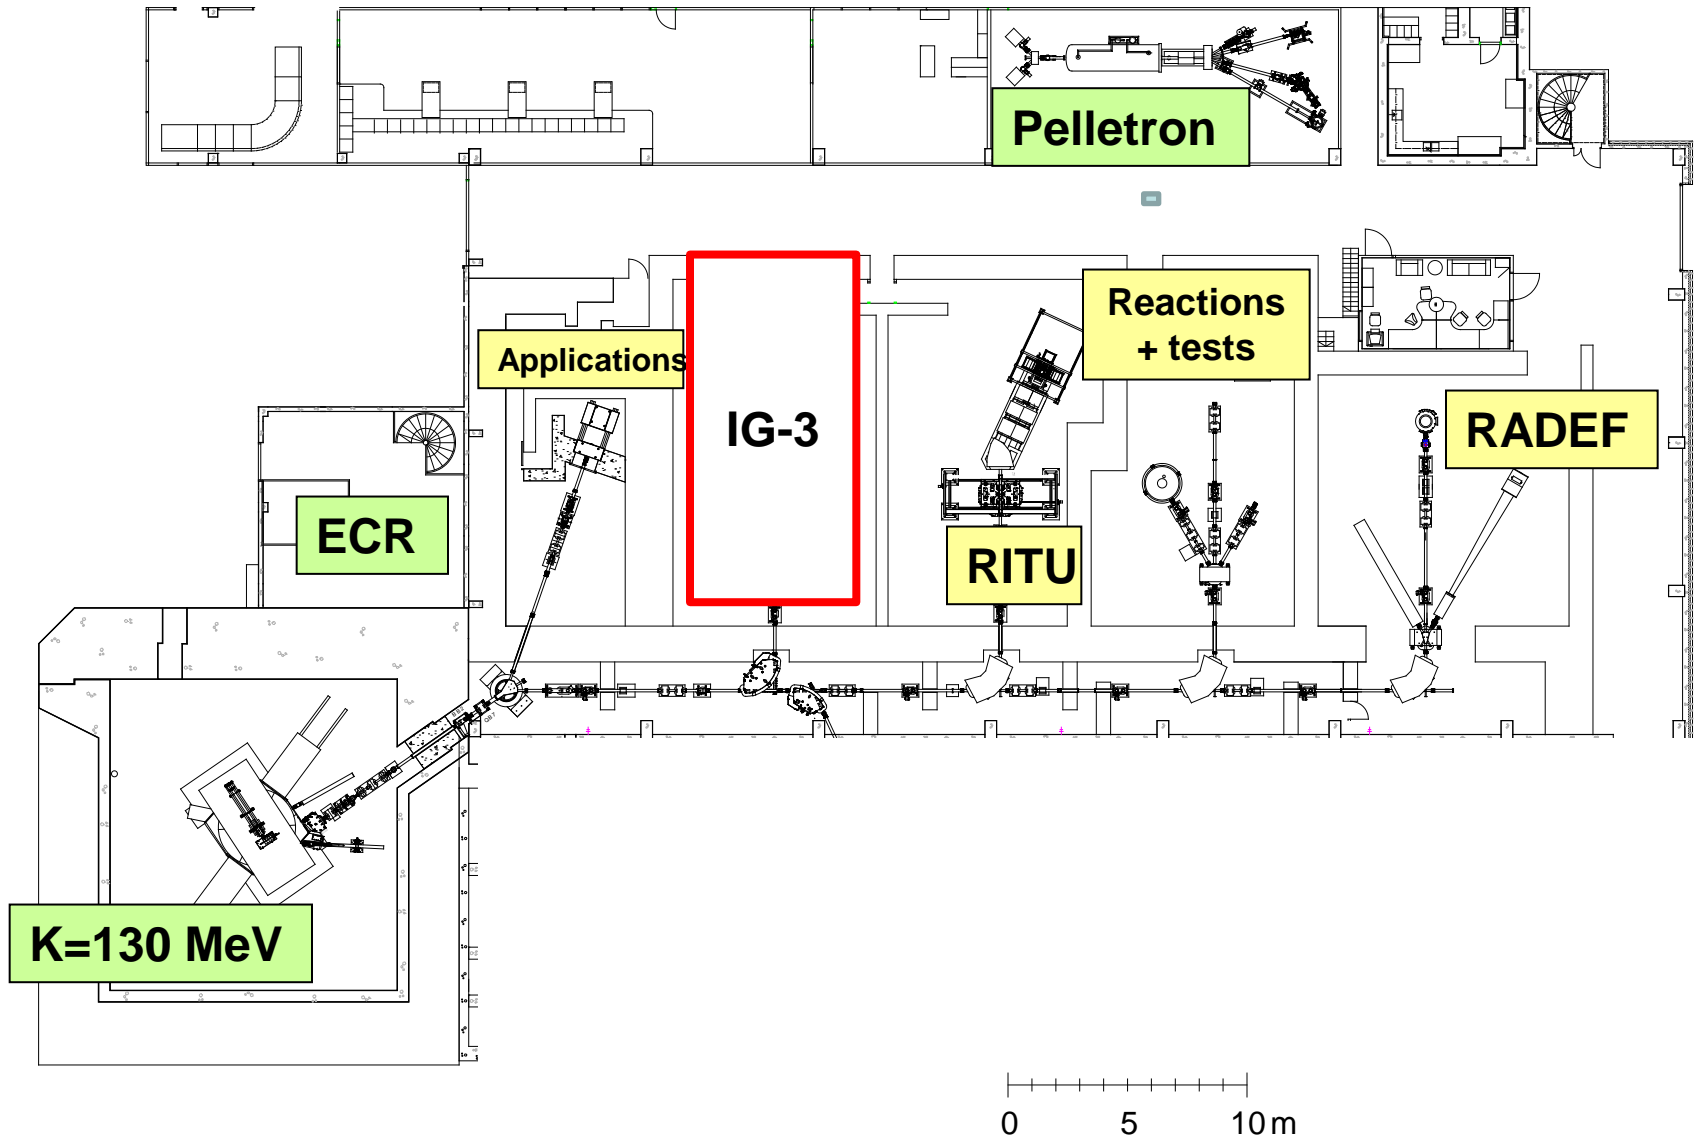 Pelletron
Reactions
+ tests
Applications
IG-3
RADEF
ECR
RITU
K=130 MeV
0 5 10 m